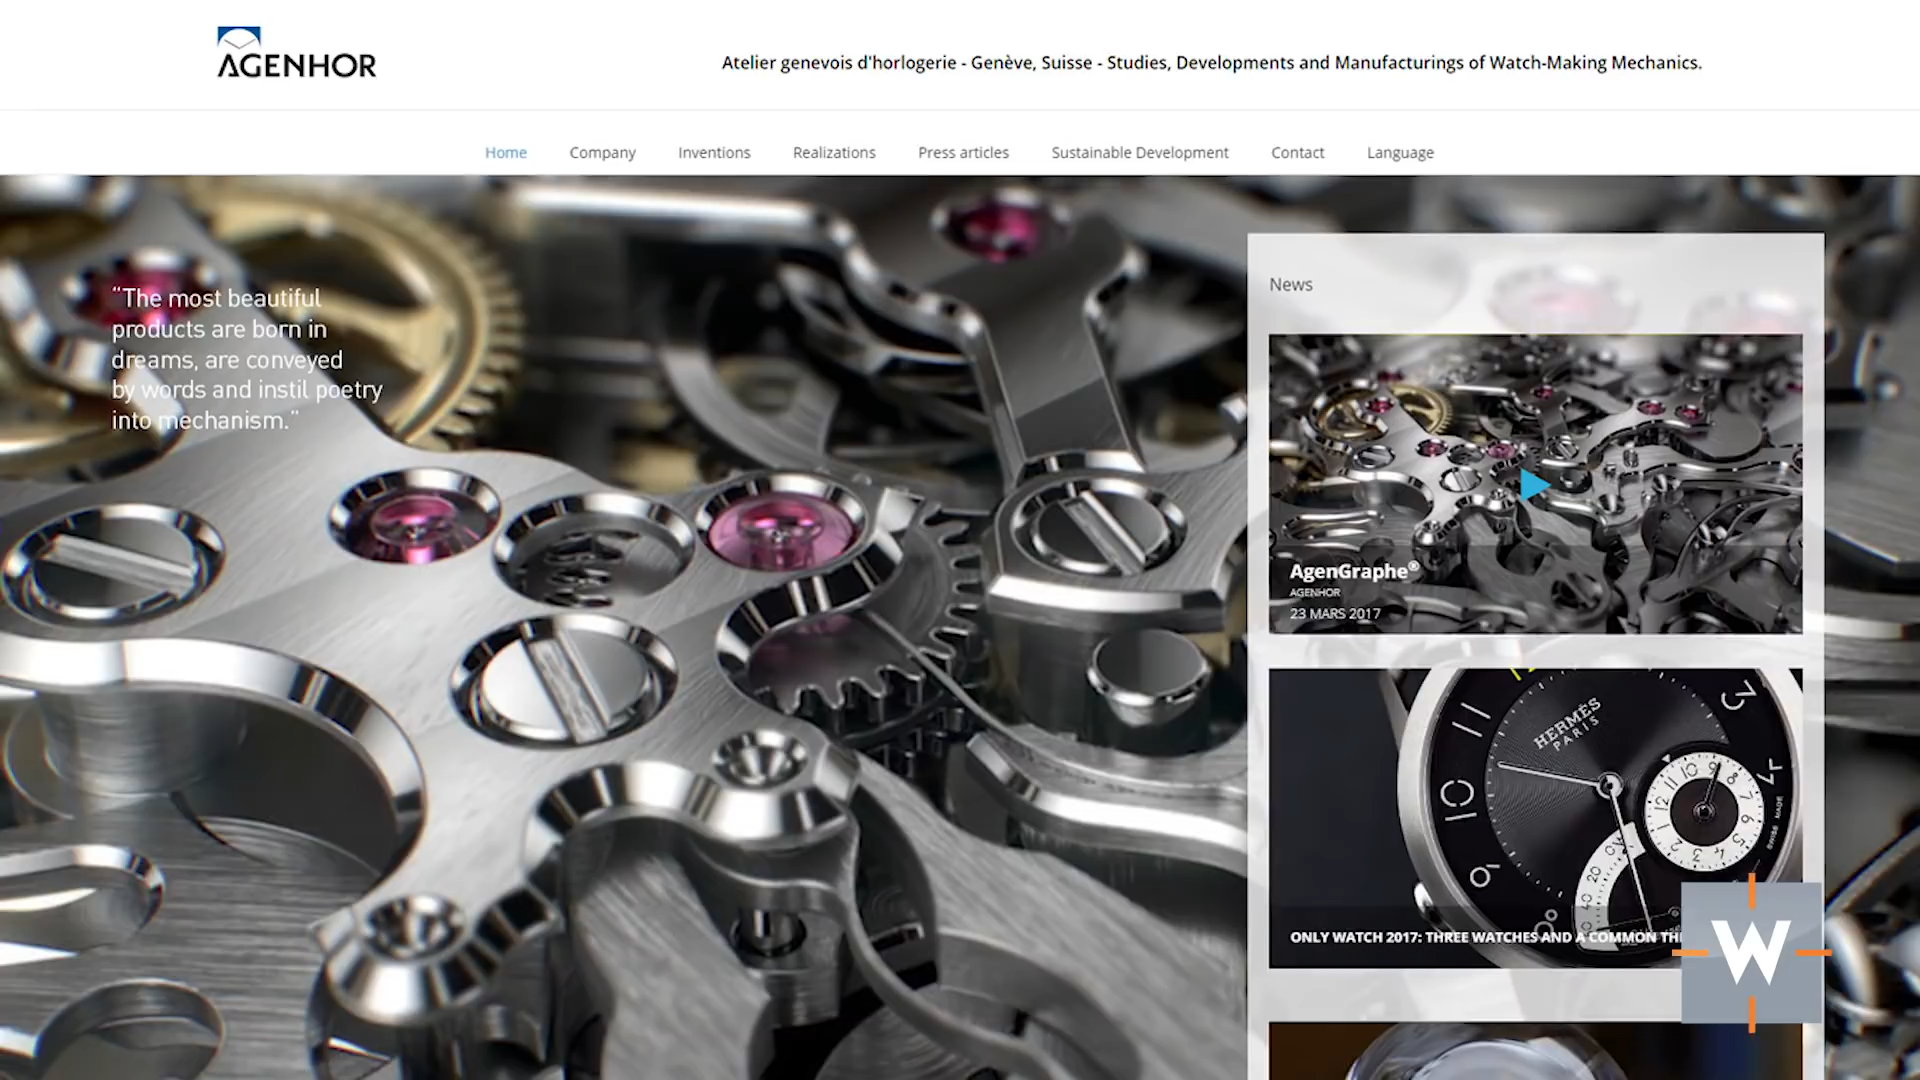 AGENHOR
Atelier genevois d'horlogerie - Genève, Suisse - Studies, Developments and Manufacturings of Watch-Making Mechanics.
Home Company Inventions Realizations Press articles Sustainable Development Contact Language
“The most beautiful
products are born in
dreams, are conveyed
by words and instil poetry
into mechanism.”
News
AgenGraphe®
AGENHOR
23 MARS 2017
HERMÈS
PARIS
SWISS MADE
ONLY WATCH 2017: THREE WATCHES AND A COMMON
W